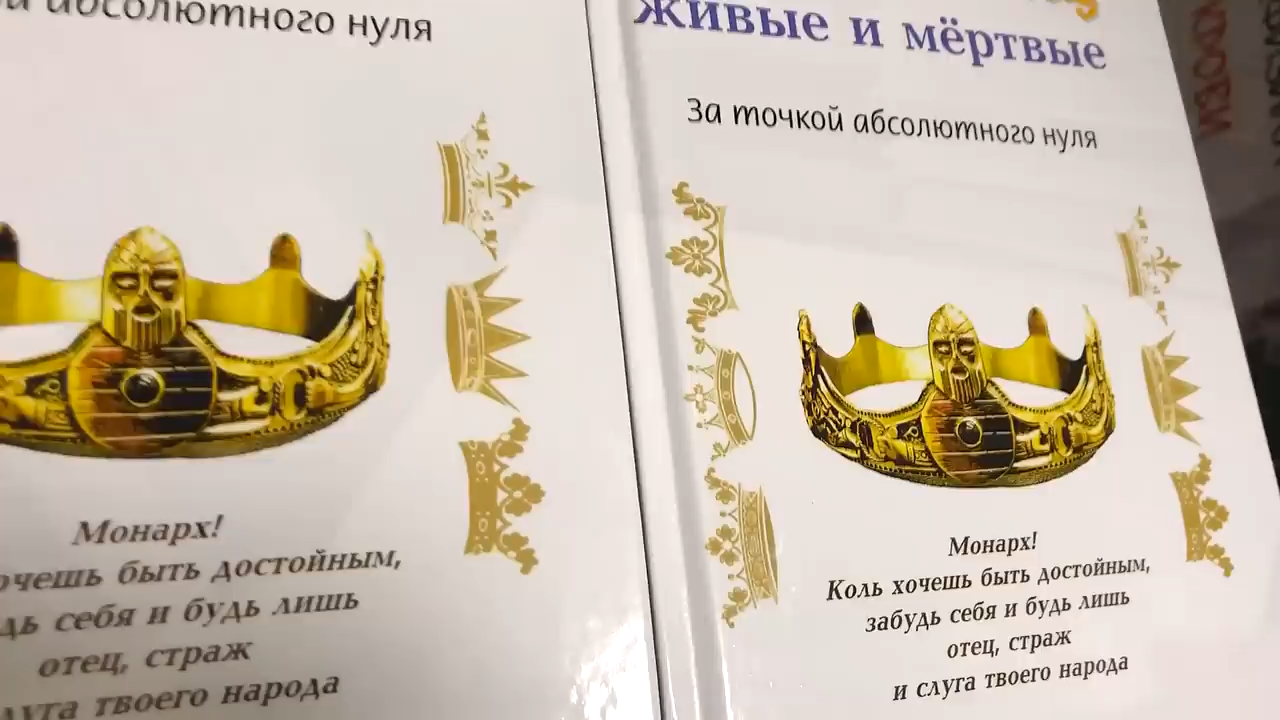 абсолютного нуля
Монарх!
хочешь быть достойным,
себя и будь лишь
отец, страж
слуга твоего народа
живые и мёртвые
За точкой абсолютного нуля
Монарх!
Коль хочешь быть достойным,
забудь себя и будь лишь
отец, страж
и слуга твоего народа